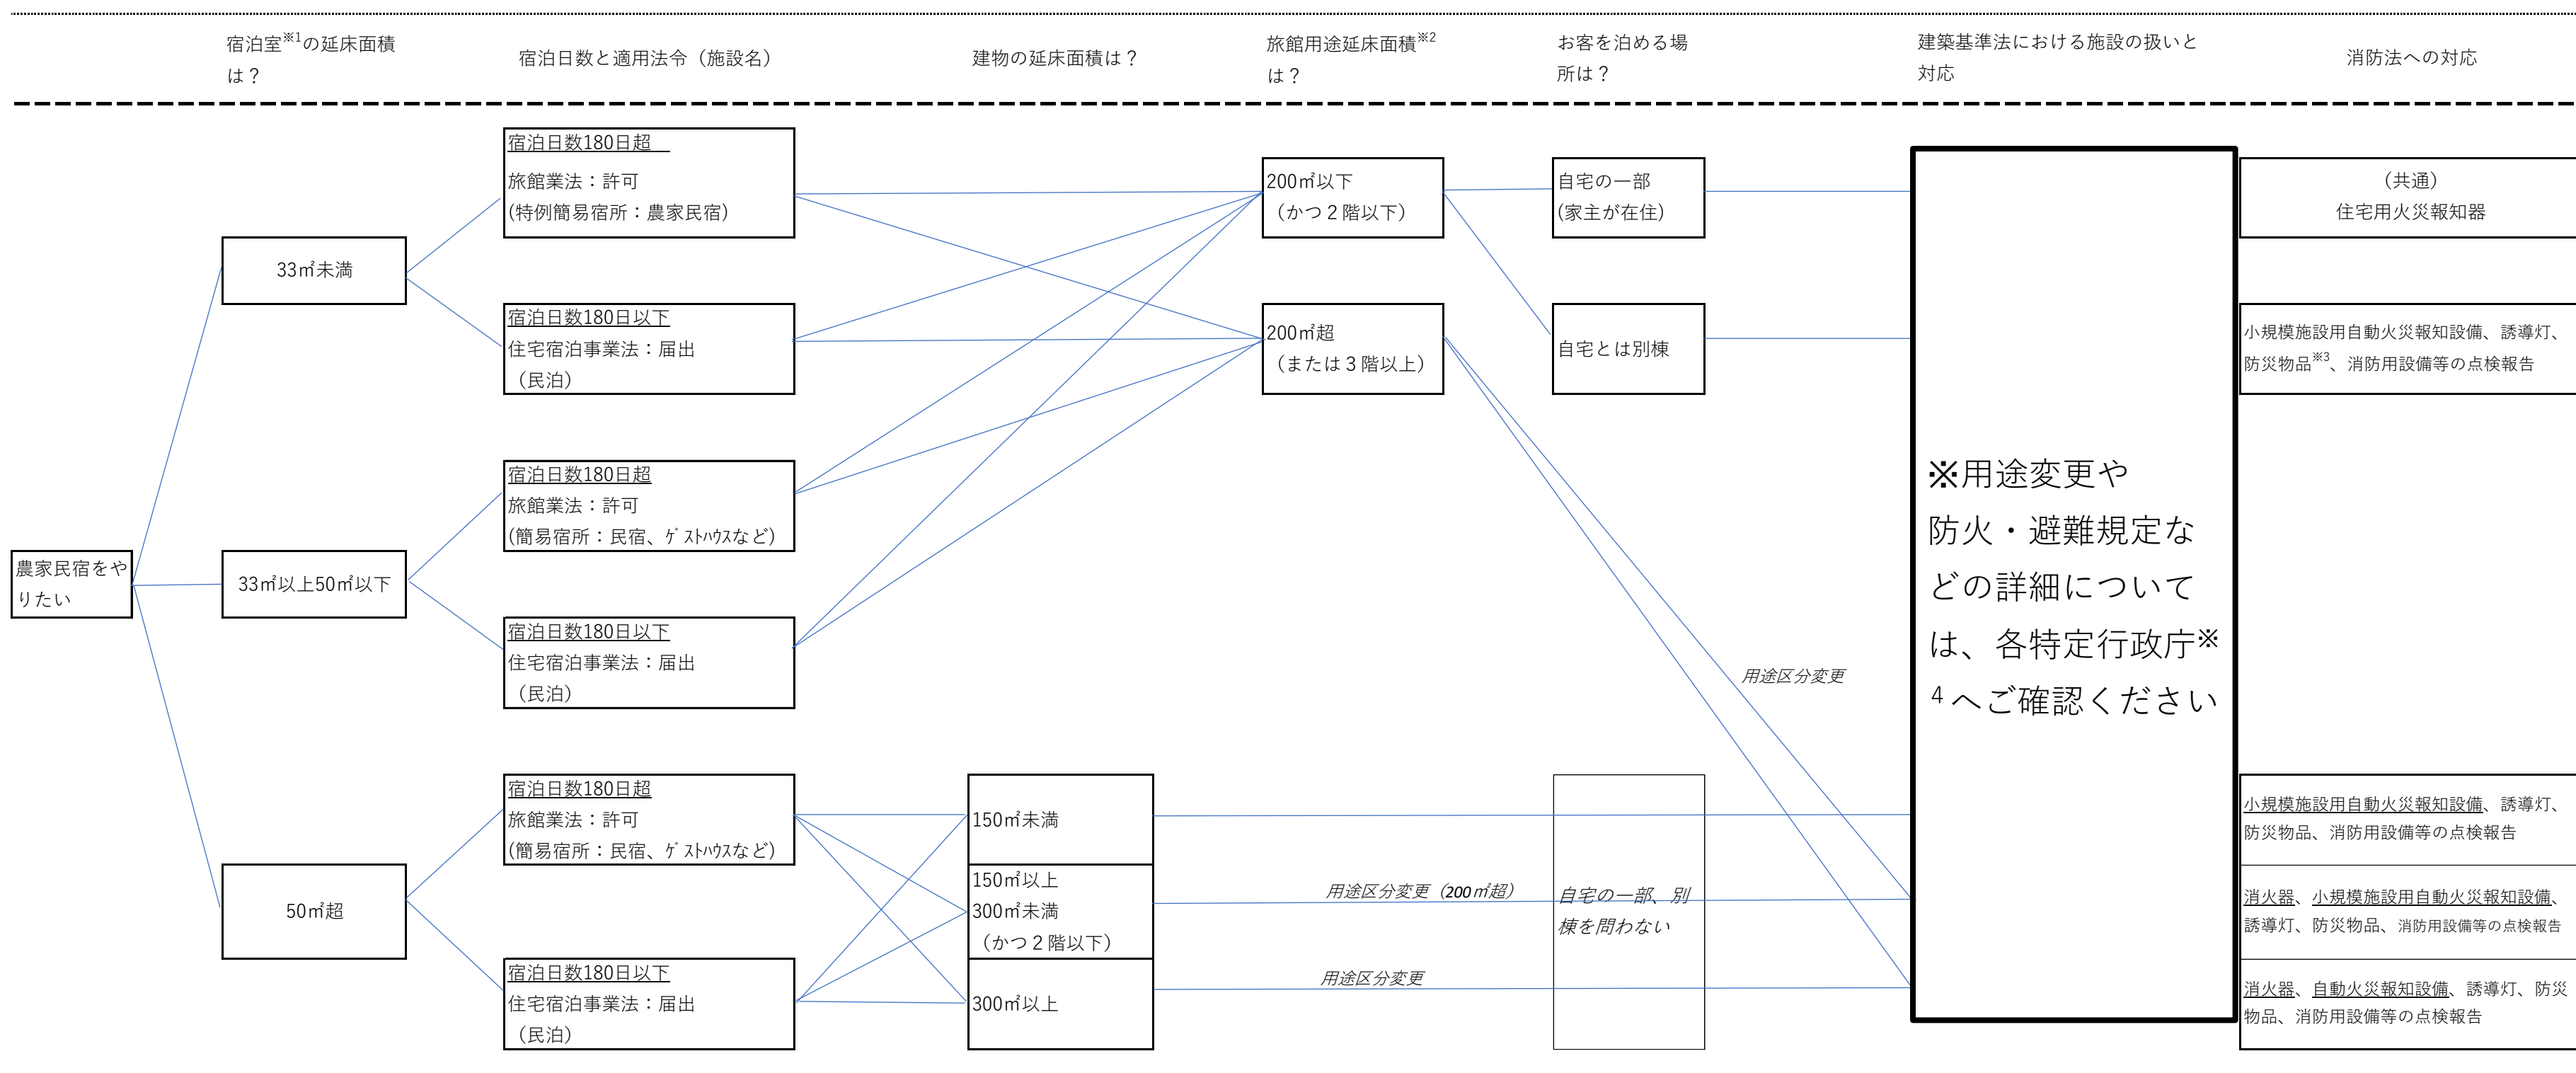 宿泊室※1の延床面積
は？
宿泊日数と適用法令（施設名）
建物の延床面積は？
旅館用途延床面積※2
は？
お客を泊める場
所は？
建築基準法における施設の扱いと
対応
消防法への対応
農家民宿をや
りたい
33㎡未満
33㎡以上50㎡以下
50㎡超
宿泊日数180日超
旅館業法：許可
(特例簡易宿所：農家民宿)
宿泊日数180日以下
住宅宿泊事業法：届出
（民泊）
宿泊日数180日超
旅館業法：許可
(簡易宿所：民宿、ｹﾞｽﾄﾊｳｽなど)
宿泊日数180日以下
住宅宿泊事業法：届出
（民泊）
宿泊日数180日超
旅館業法：許可
(簡易宿所：民宿、ｹﾞｽﾄﾊｳｽなど)
宿泊日数180日以下
住宅宿泊事業法：届出
（民泊）
150㎡未満
150㎡以上
300㎡未満
（かつ２階以下）
300㎡以上
200㎡以下
（かつ２階以下）
200㎡超
（または３階以上）
用途区分変更（200㎡超）
用途区分変更
自宅の一部
(家主が在住)
自宅とは別棟
自宅の一部、別
棟を問わない
用途区分変更
※用途変更や
防火・避難規定な
どの詳細について
は、各特定行政庁※
4へご確認ください
（共通）
住宅用火災報知器
小規模施設用自動火災報知設備、誘導灯、
防災物品※3、消防用設備等の点検報告
小規模施設用自動火災報知設備、誘導灯、
防災物品、消防用設備等の点検報告
消火器、小規模施設用自動火災報知設備、
誘導灯、防災物品、消防用設備等の点検報告
消火器、自動火災報知設備、誘導灯、防災
物品、消防用設備等の点検報告